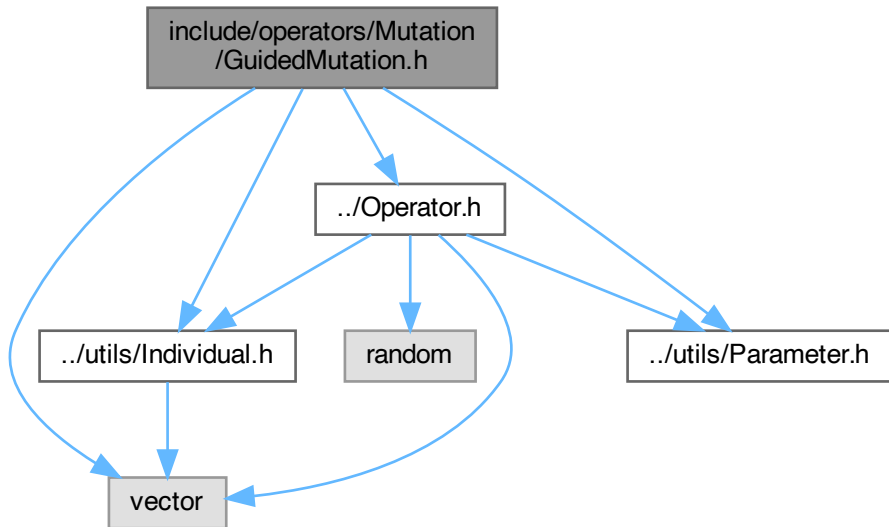 include/operators/Mutation
/GuidedMutation.h
../Operator.h
../utils/Individual.h
random
../utils/Parameter.h
vector